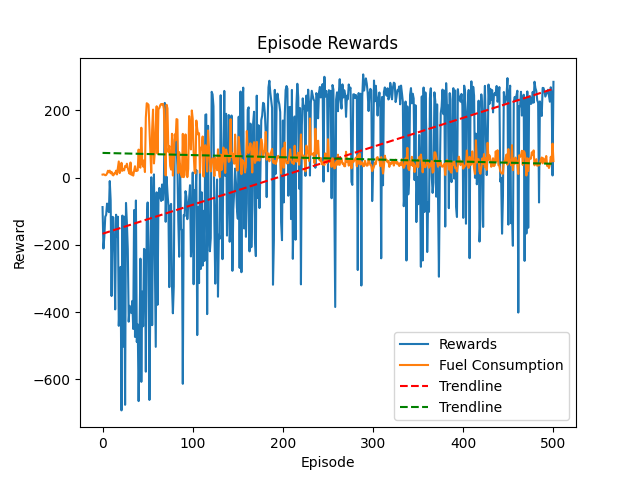 Episode Rewards
200
0
−200
−400
−600
Reward
0
100
200
300
400
500
Episode
Rewards
Fuel Consumption
Trendline
Trendline